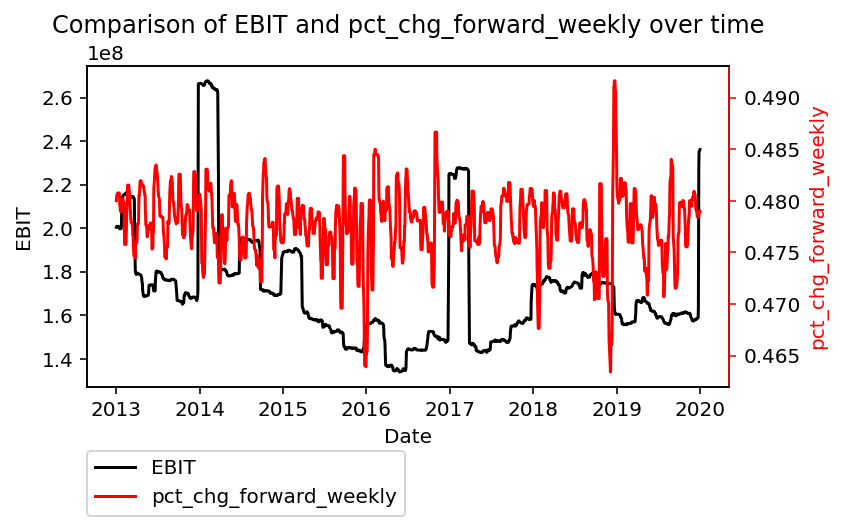 Comparison of EBIT and pct_chg_forward_weekly over time
1e8
2.6
2.4
2.2
2.0
1.8
1.6
1.4
EBIT
0.490
0.485
0.480
0.475
0.470
0.465
pct_chg_forward_weekly
2013 2014 2015 2016 2017 2018 2019 2020
Date
EBIT
pct_chg_forward_weekly